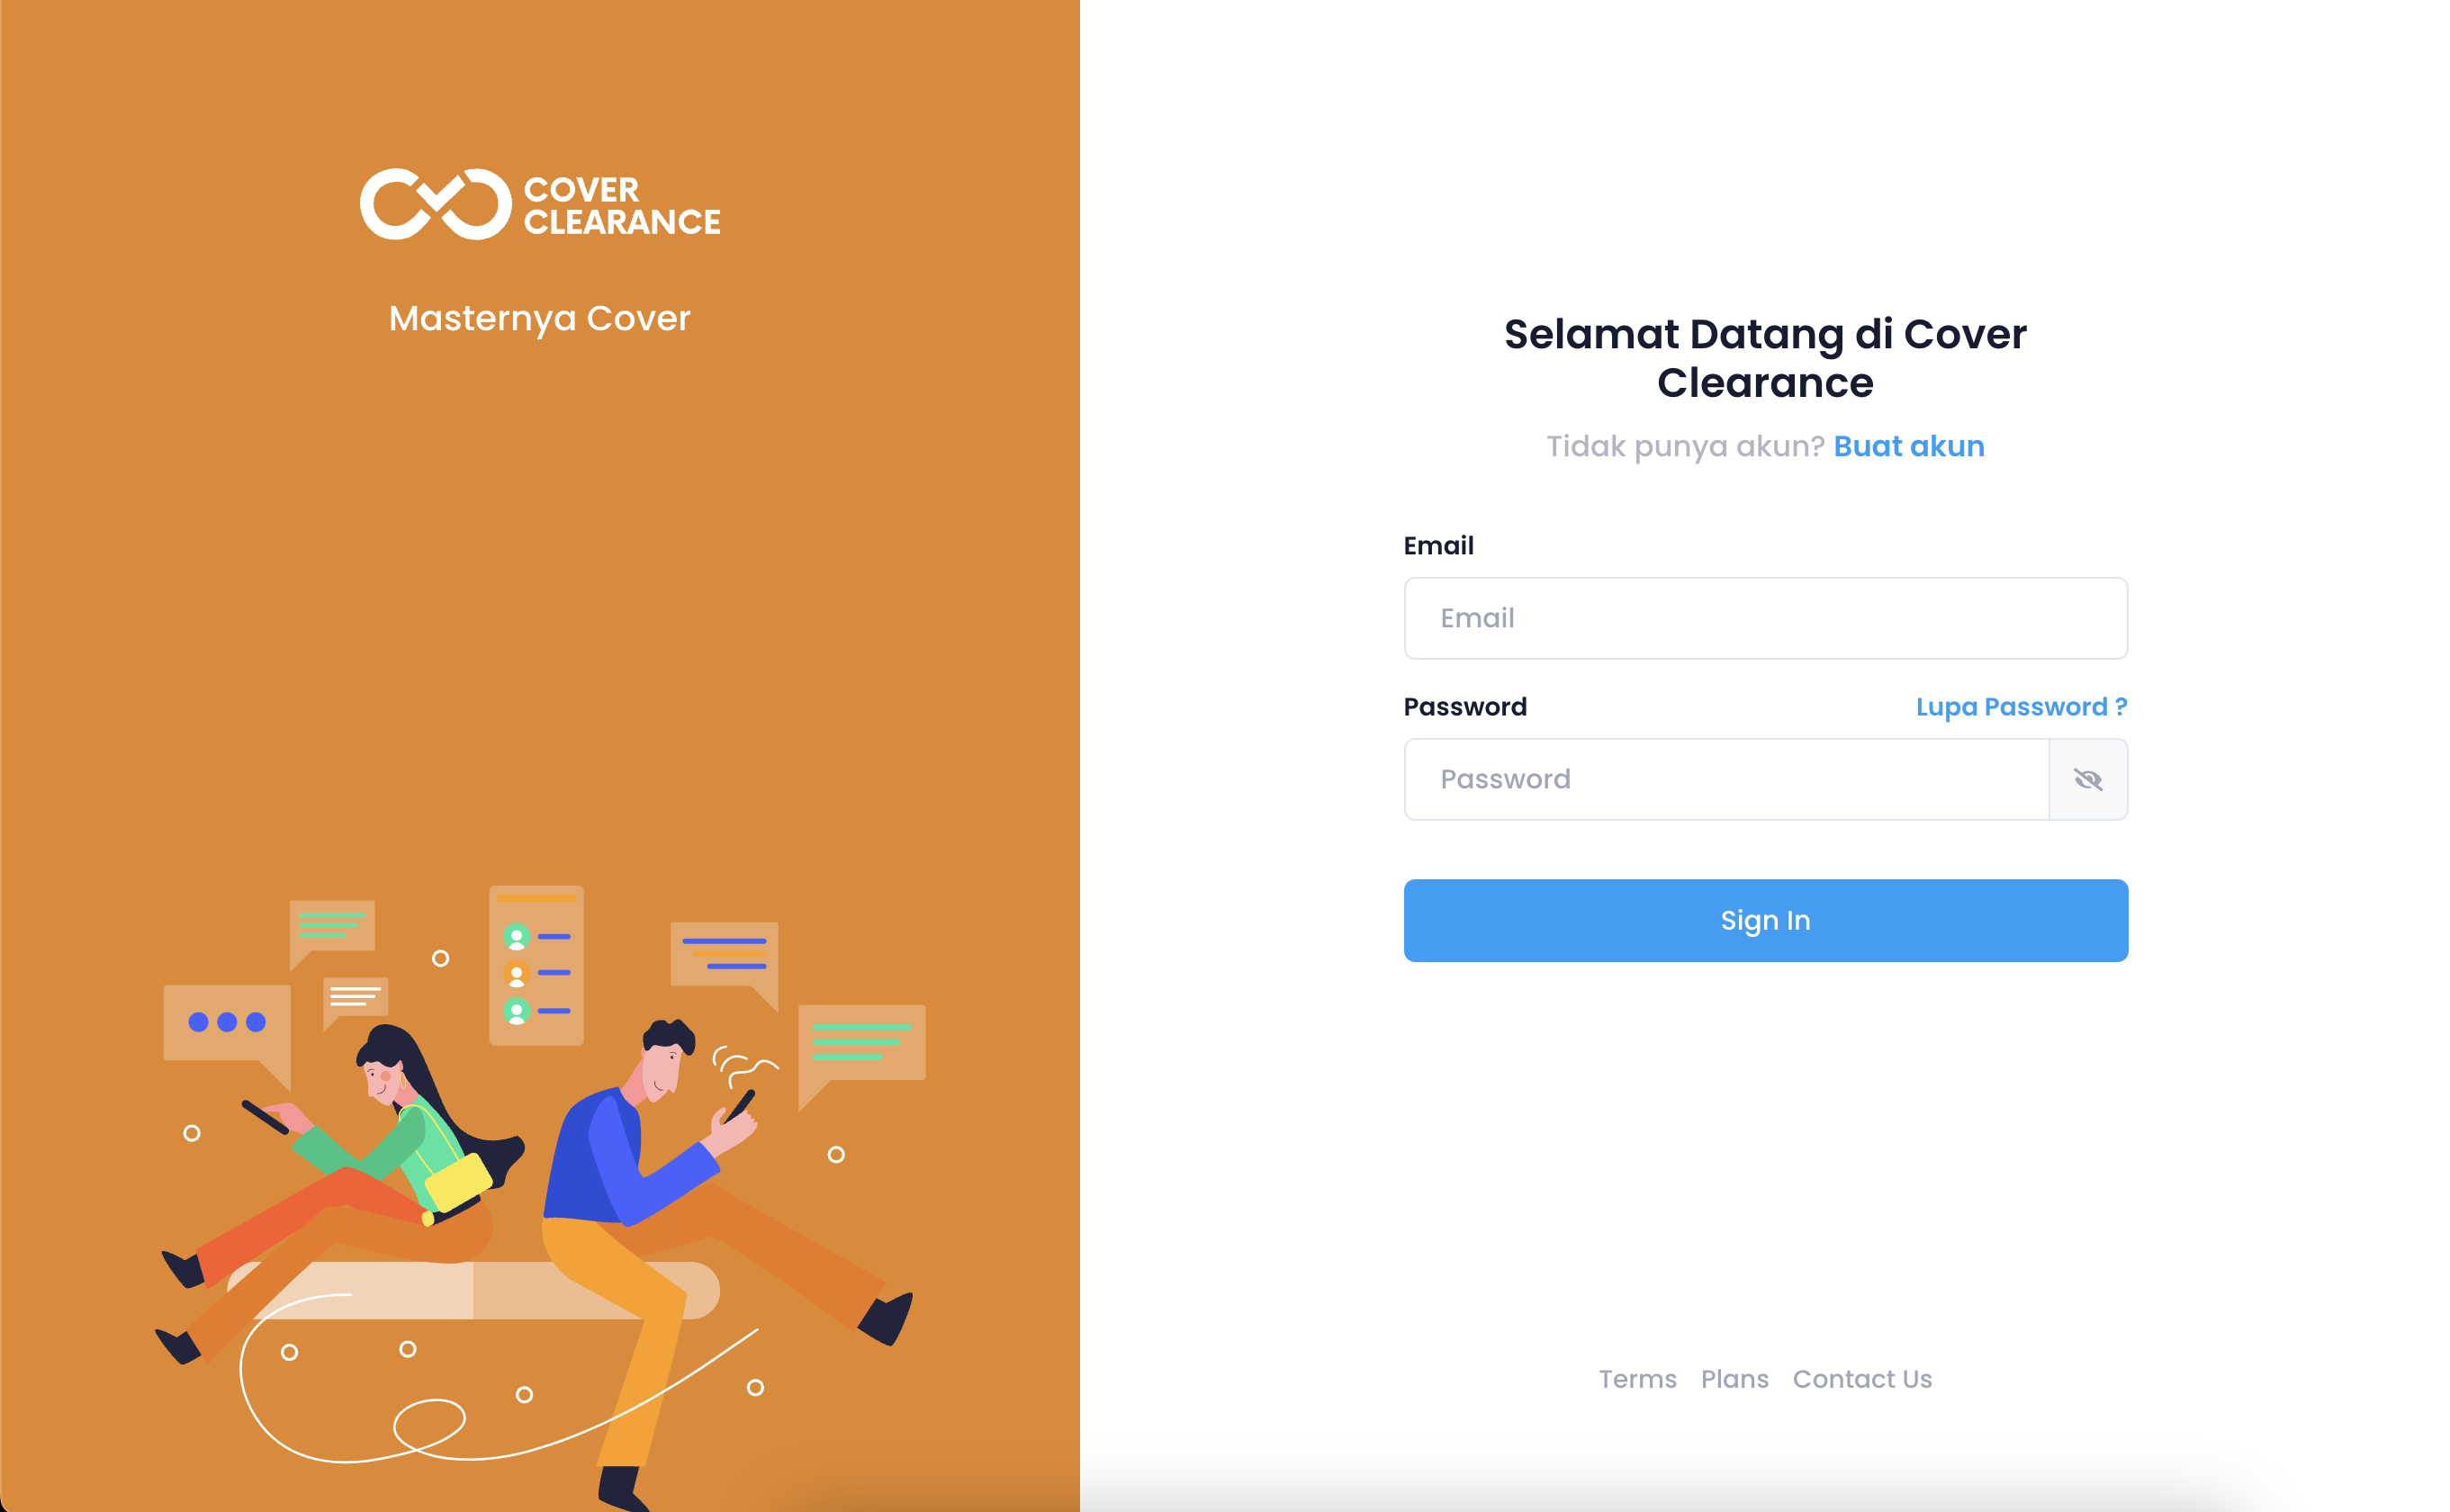 COVER
CLEARANCE
Masternya Cover
Selamat Datang di Cover
Clearance
Tidak punya akun? Buat akun
Email
Email
Password Lupa Password ?
Password
Sign In
Terms Plans Contact Us